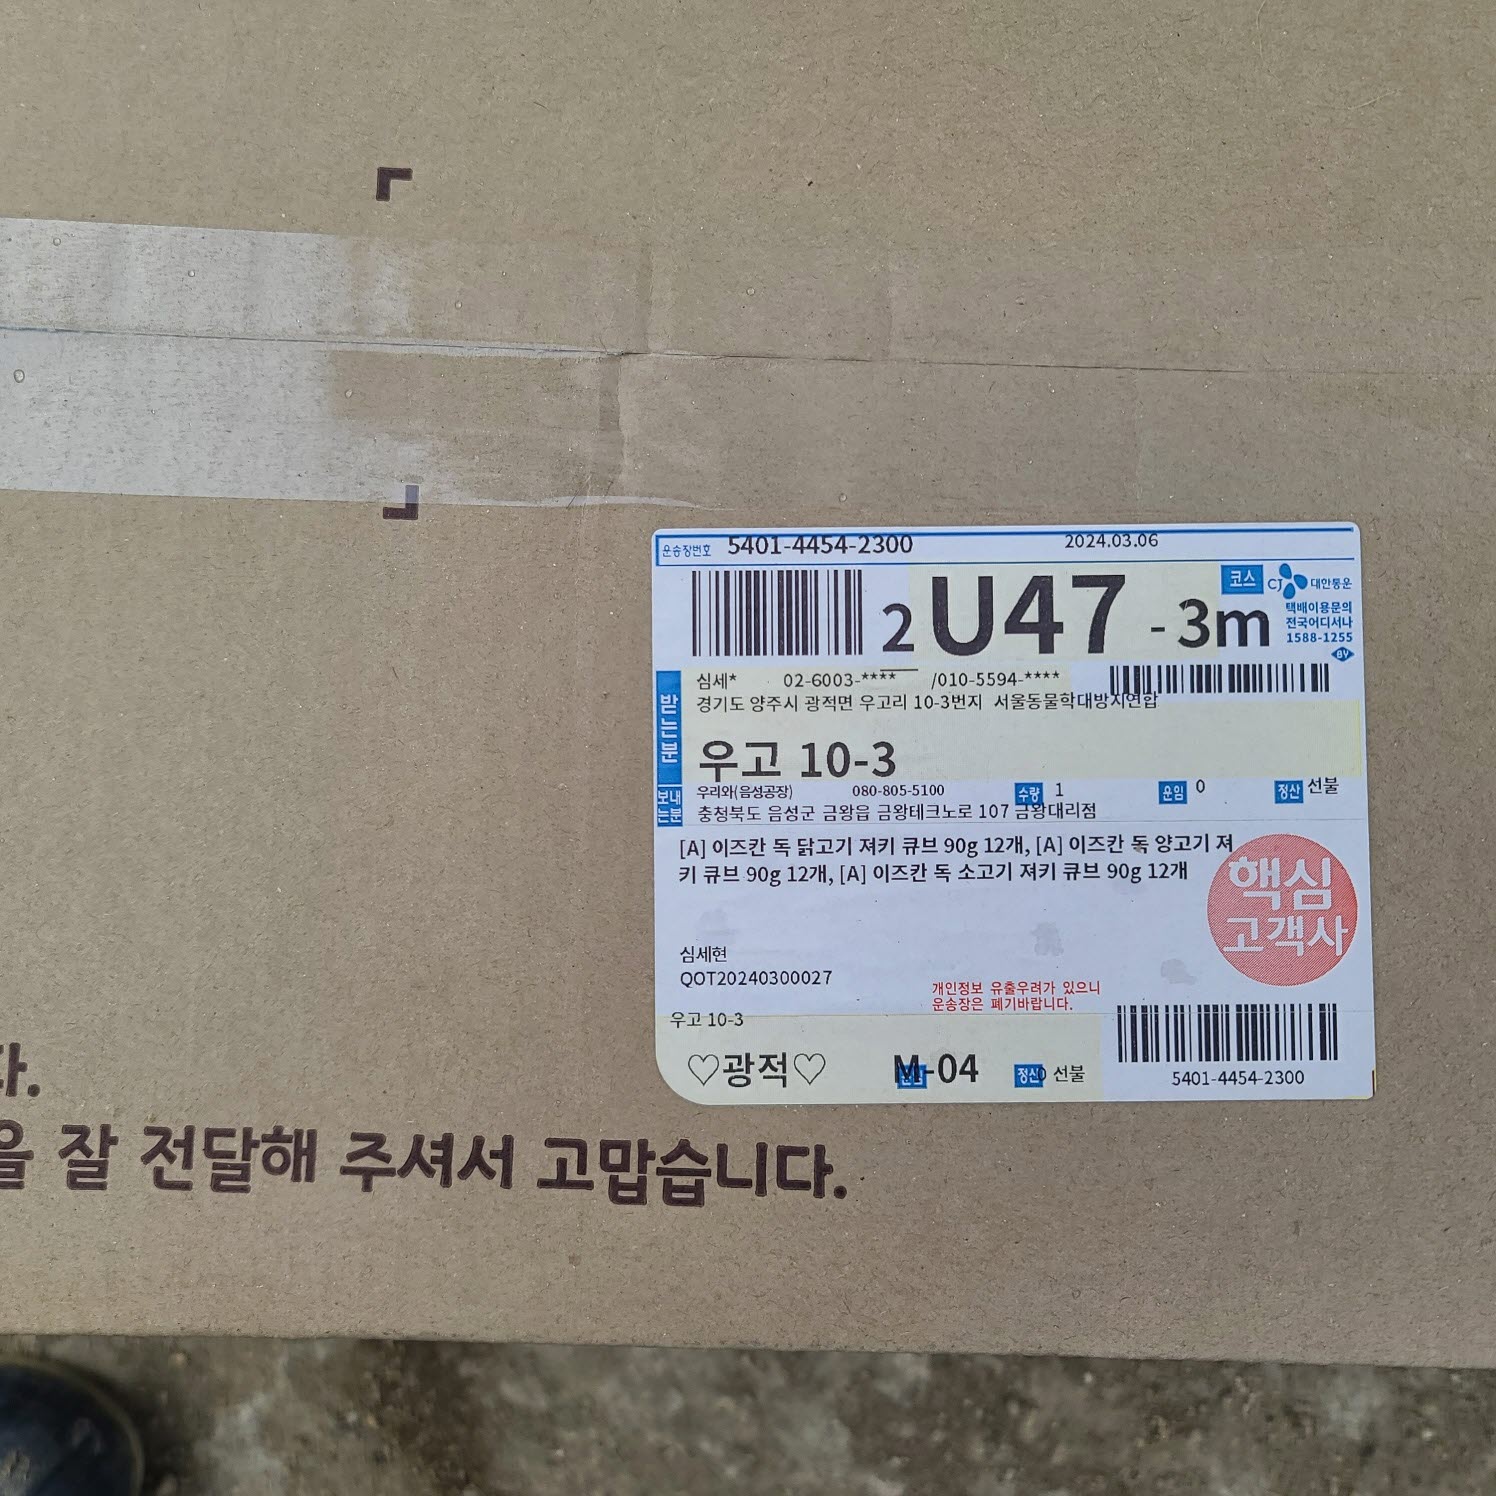 운송장번호 5401-4454-2300 2024.03.06
2 U47 - 3m
코스 CJ 대한통운
택배이용문의
전국어디서나
1588-1255
BY
받는분
심세* 02-6003-**** /010-5594-****
경기도 양주시 광적면 우고리 10-3번지 서울동물학대방지연합
우고 10-3
보내는분
우리와(음성공장) 080-805-5100 수량 1 운임 0 정산 선불
충청북도 음성군 금왕읍 금왕테크노로 107 금왕대리점
[A] 이즈칸 독 닭고기 져키 큐브 90g 12개, [A] 이즈칸 독 양고기 져
키 큐브 90g 12개, [A] 이즈칸 독 소고기 져키 큐브 90g 12개
핵심
고객사
심세현
QOT20240300027
개인정보 유출우려가 있으니
운송장은 폐기바랍니다.
우고 10-3
♡광적♡ M-04 정산 선불
5401-4454-2300
다.
을 잘 전달해 주셔서 고맙습니다.